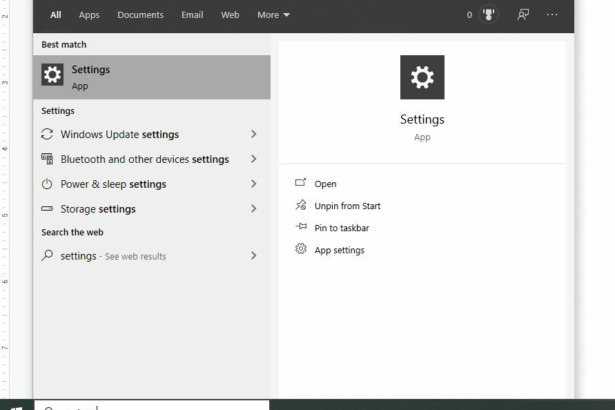 All Apps Documents Email Web More 0 ...
Best match
Settings
App
Settings
Windows Update settings
Bluetooth and other devices settings
Power & sleep settings
Storage settings
Search the web
settings - See web results
Settings
App
Open
Unpin from Start
Pin to taskbar
App settings
2
3
4
5
6
7